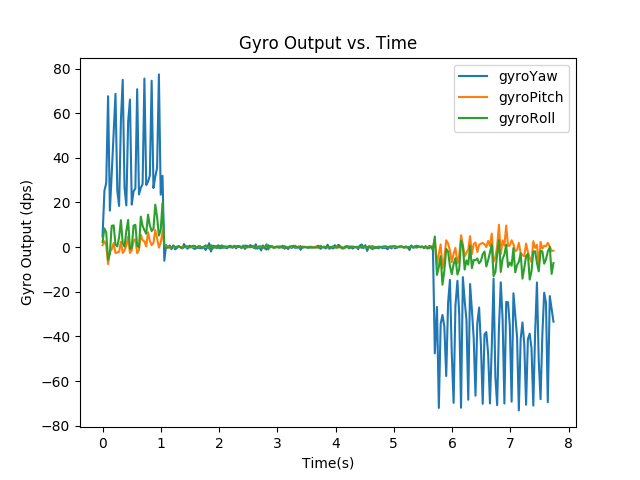 Gyro Output vs. Time
gyroYaw
gyroPitch
gyroRoll
Gyro Output (dps)
80
60
40
20
0
−20
−40
−60
−80
0 1 2 3 4 5 6 7 8
Time(s)